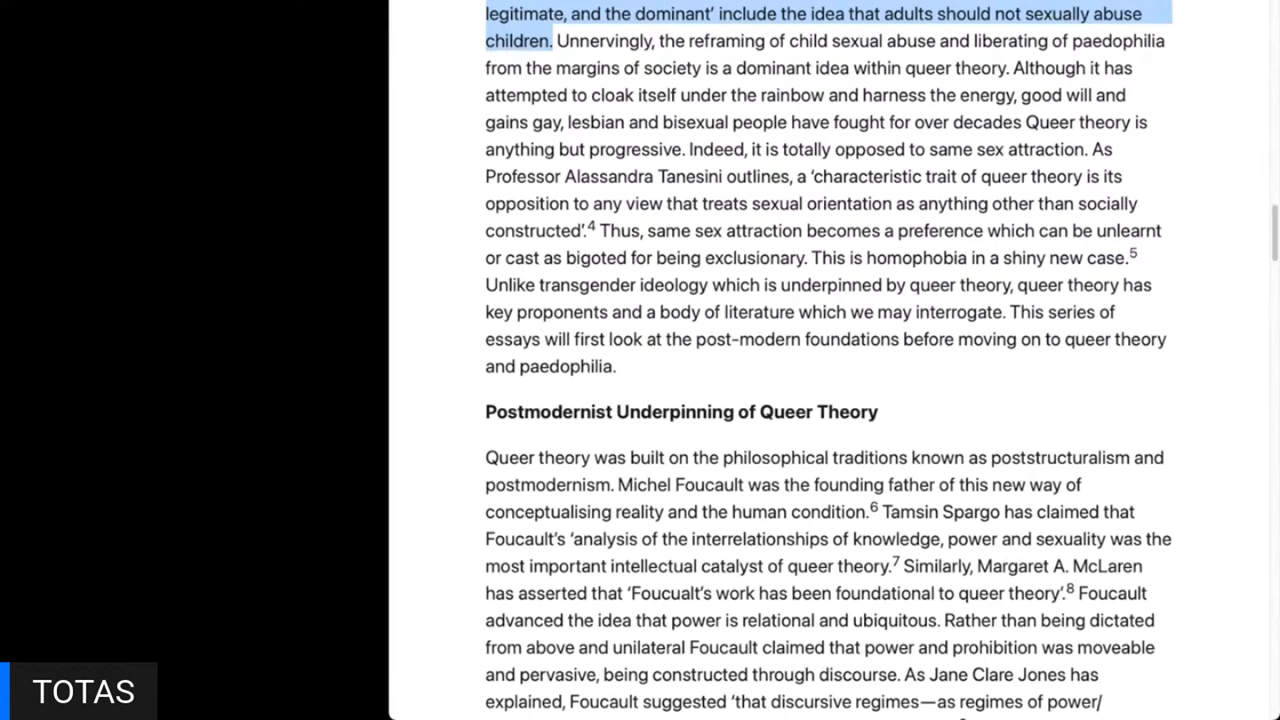 legitimate, and the dominant' include the idea that adults should not sexually abuse
children. Unnervingly, the reframing of child sexual abuse and liberating of paedophilia
from the margins of society is a dominant idea within queer theory. Although it has
attempted to cloak itself under the rainbow and harness the energy, good will and
gains gay, lesbian and bisexual people have fought for over decades Queer theory is
anything but progressive. Indeed, it is totally opposed to same sex attraction. As
Professor Alassandra Tanesini outlines, a 'characteristic trait of queer theory is its
opposition to any view that treats sexual orientation as anything other than socially
constructed'.4 Thus, same sex attraction becomes a preference which can be unlearnt
or cast as bigoted for being exclusionary. This is homophobia in a shiny new case.5
Unlike transgender ideology which is underpinned by queer theory, queer theory has
key proponents and a body of literature which we may interrogate. This series of
essays will first look at the post-modern foundations before moving on to queer theory
and paedophilia.
Postmodernist Underpinning of Queer Theory
Queer theory was built on the philosophical traditions known as poststructuralism and
postmodernism. Michel Foucault was the founding father of this new way of
conceptualising reality and the human condition.6 Tamsin Spargo has claimed that
Foucault's 'analysis of the interrelationships of knowledge, power and sexuality was the
most important intellectual catalyst of queer theory.7 Similarly, Margaret A. McLaren
has asserted that 'Foucualt's work has been foundational to queer theory'.8 Foucault
advanced the idea that power is relational and ubiquitous. Rather than being dictated
from above and unilateral Foucault claimed that power and prohibition was moveable
and pervasive, being constructed through discourse. As Jane Clare Jones has
explained, Foucault suggested 'that discursive regimes—as regimes of power/
TOTAS